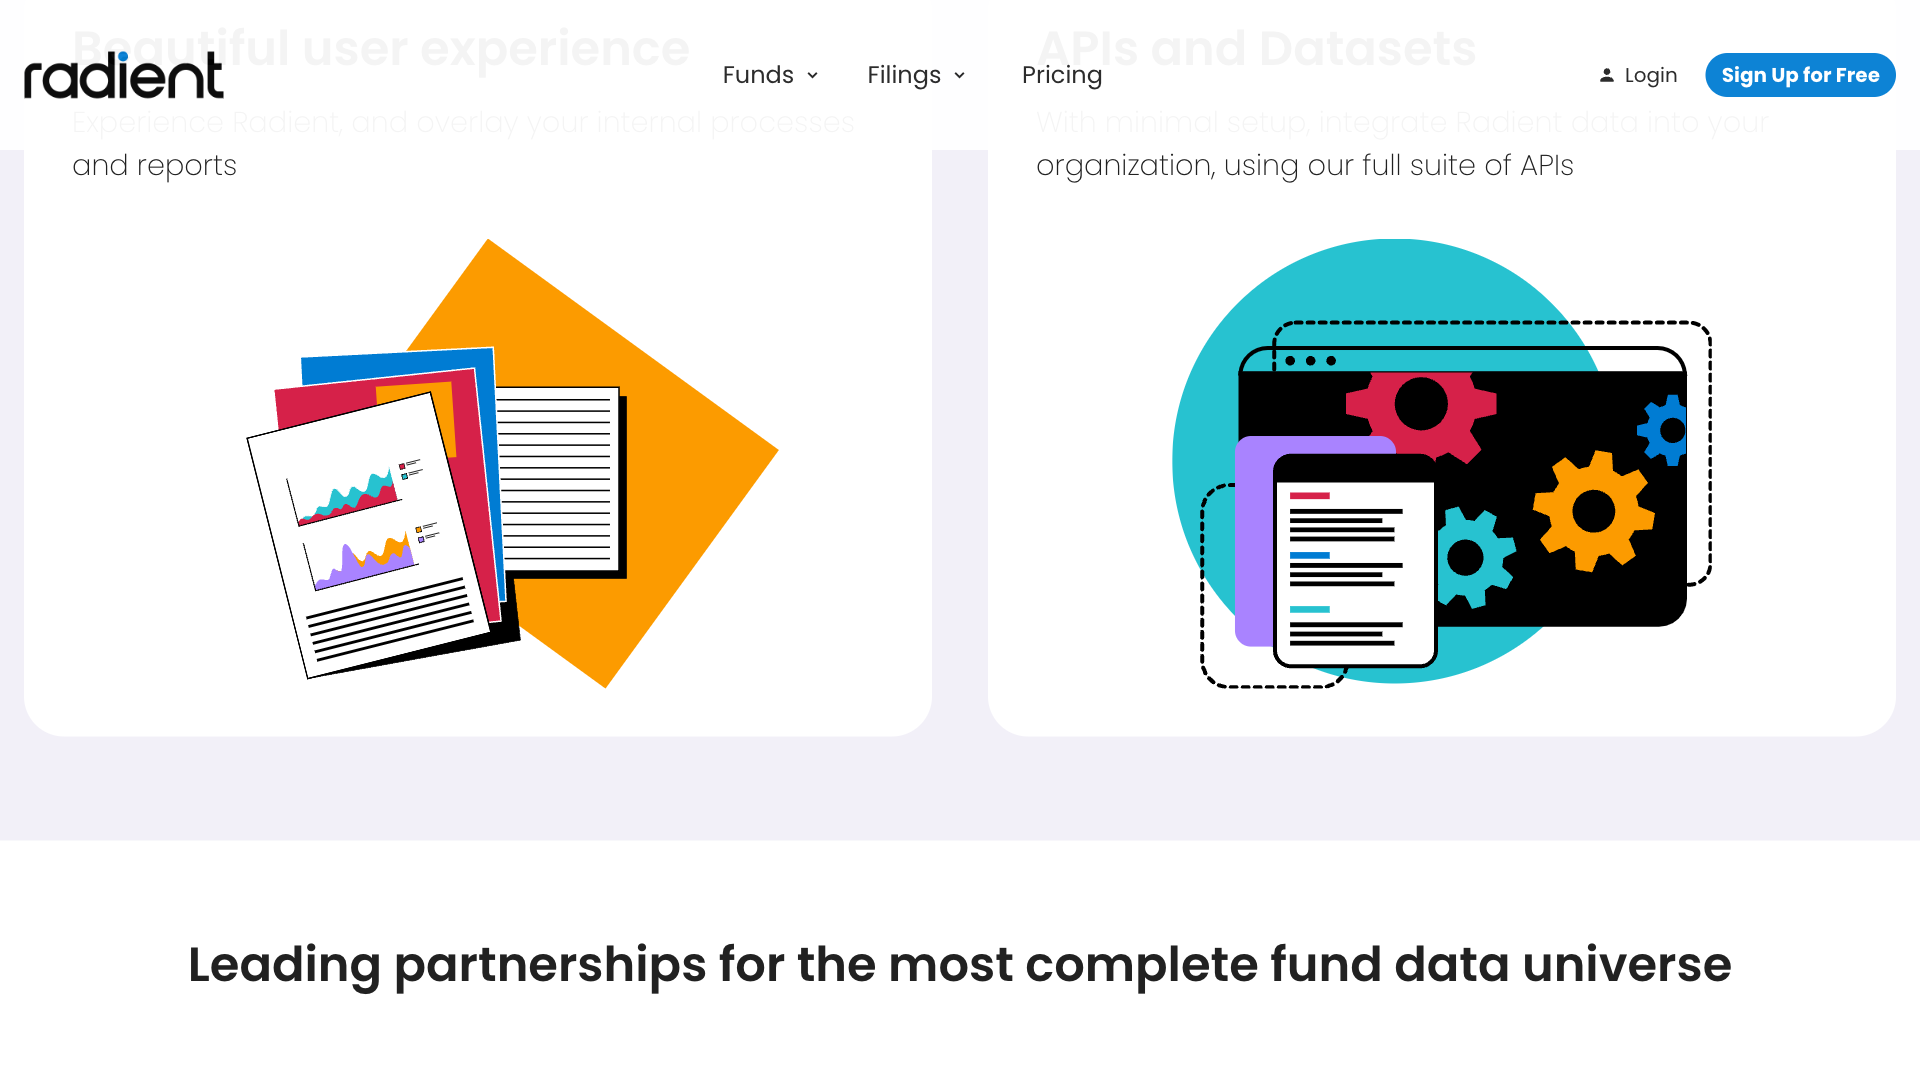 Beautiful user experience
APIs and Datasets
radient
Funds
Filings
Pricing
Login
Sign Up for Free
Experience Radient, and overlay your internal processes
and reports
With minimal setup, integrate Radient data into your
organization, using our full suite of APIs
Leading partnerships for the most complete fund data universe